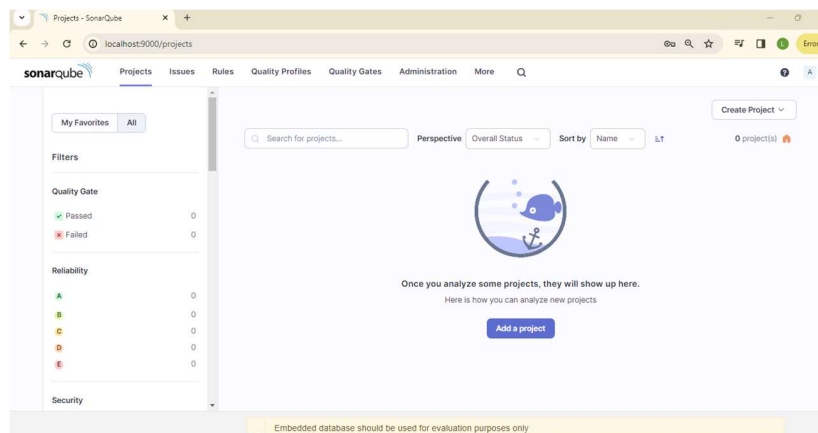 Projects - SonarQube
localhost:9000/projects
Error
sonarqube Projects Issues Rules Quality Profiles Quality Gates Administration More A
My Favorites All
Create Project
Search for projects... Perspective Overall Status Sort by Name 0 project(s)
Filters
Quality Gate
Passed 0
Failed 0
Reliability
A 0
B 0
C 0
D 0
E 0
Security
Once you analyze some projects, they will show up here.
Here is how you can analyze new projects
Add a project
Embedded database should be used for evaluation purposes only